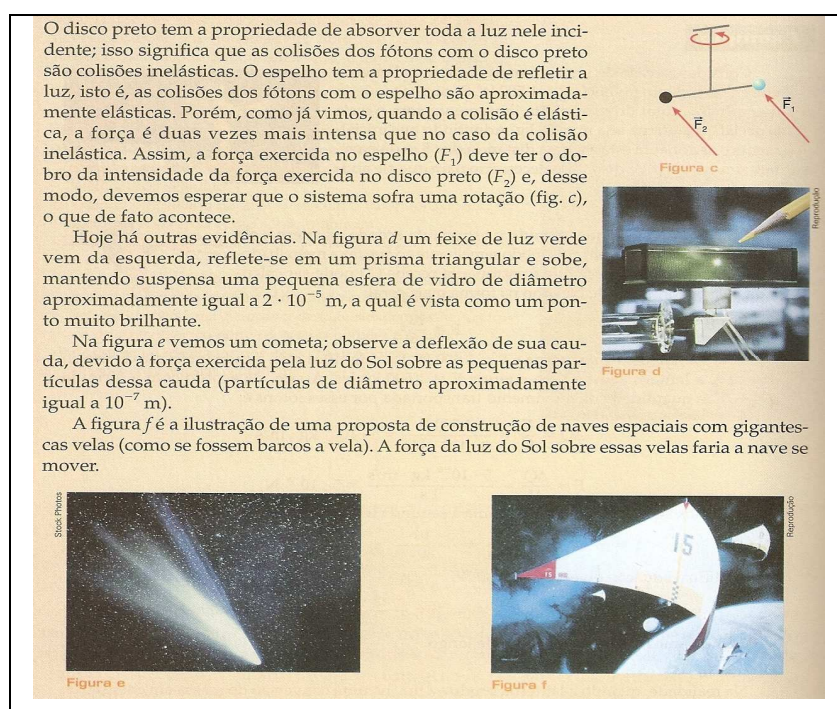 O disco preto tem a propriedade de absorver toda a luz nele inci-
dente; isso significa que as colisões dos fótons com o disco preto
são colisões inelásticas. O espelho tem a propriedade de refletir a
luz, isto é, as colisões dos fótons com o espelho são aproximada-
mente elásticas. Porém, como já vimos, quando a colisão é elásti-
ca, a força é duas vezes mais intensa que no caso da colisão
inelástica. Assim, a força exercida no espelho (F₁) deve ter o do-
bro da intensidade da força exercida no disco preto (F₂) e, desse
modo, devemos esperar que o sistema sofra uma rotação (fig. c),
o que de fato acontece.
F⃗₁
F⃗₂
Figura c
Hoje há outras evidências. Na figura d um feixe de luz verde
vem da esquerda, reflete-se em um prisma triangular e sobe,
mantendo suspensa uma pequena esfera de vidro de diâmetro
aproximadamente igual a 2 · 10⁻⁵ m, a qual é vista como um pon-
to muito brilhante.
Reprodução
Figura d
Na figura e vemos um cometa; observe a deflexão de sua cau-
da, devido à força exercida pela luz do Sol sobre as pequenas par-
tículas dessa cauda (partículas de diâmetro aproximadamente
igual a 10⁻⁷ m).
A figura f é a ilustração de uma proposta de construção de naves espaciais com gigantes-
cas velas (como se fossem barcos a vela). A força da luz do Sol sobre essas velas faria a nave se
mover.
Stock Photos
Figura e
15
15
Reprodução
Figura f